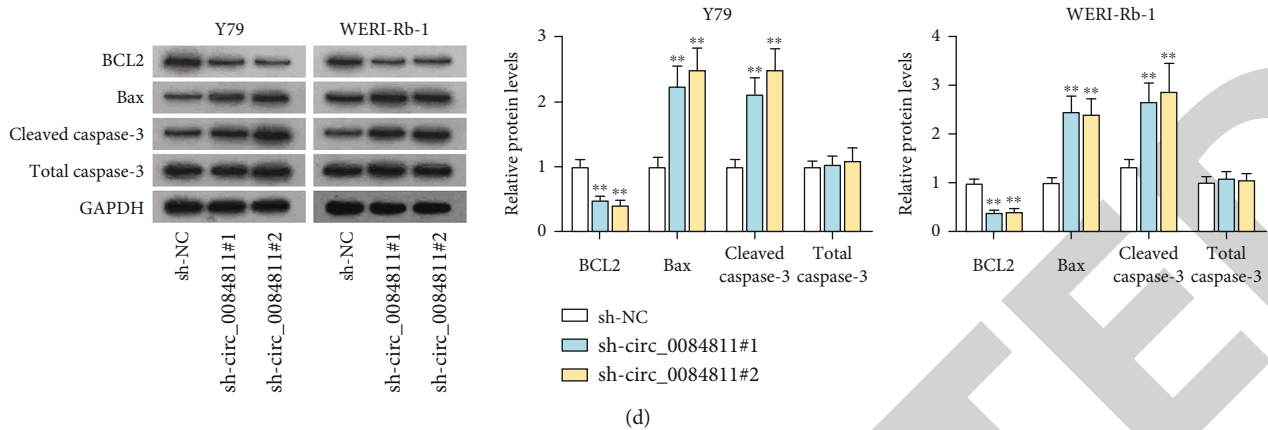 Y79
WERI-Rb-1
BCL2
Bax
Cleaved caspase-3
Total caspase-3
GAPDH
sh-NC
sh-circ_0084811#1
sh-circ_0084811#2
sh-NC
sh-circ_0084811#1
sh-circ_0084811#2
Y79
Relative protein levels
3
2
1
0
**
**
**
**
**
**
BCL2
Bax
Cleaved
caspase-3
Total
caspase-3
WERI-Rb-1
Relative protein levels
4
3
2
1
0
**
**
**
**
**
**
BCL2
Bax
Cleaved
caspase-3
Total
caspase-3
sh-NC
sh-circ_0084811#1
sh-circ_0084811#2
(d)